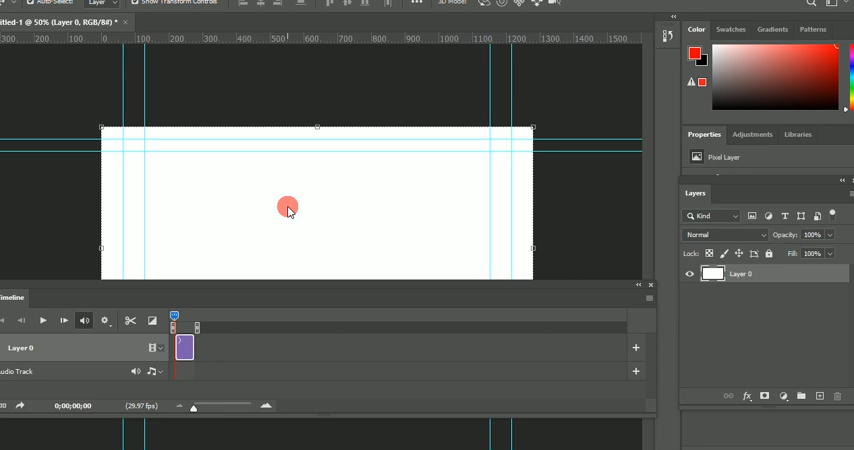 Auto-Select: Layer Show Transform Controls 3D Mode:
itled-1 @ 50% (Layer 0, RGB/8#) * ×
300 200 100 0 100 200 300 400 500 600 700 800 900 1000 1100 1200 1300 1400 1500
Color Swatches Gradients Patterns
Properties Adjustments Libraries
Pixel Layer
Layers
Kind
Normal Opacity: 100%
Lock: Fill: 100%
Layer 0
imeline
Layer 0
udio Track
0;00;00;00 (29.97 fps)
fx